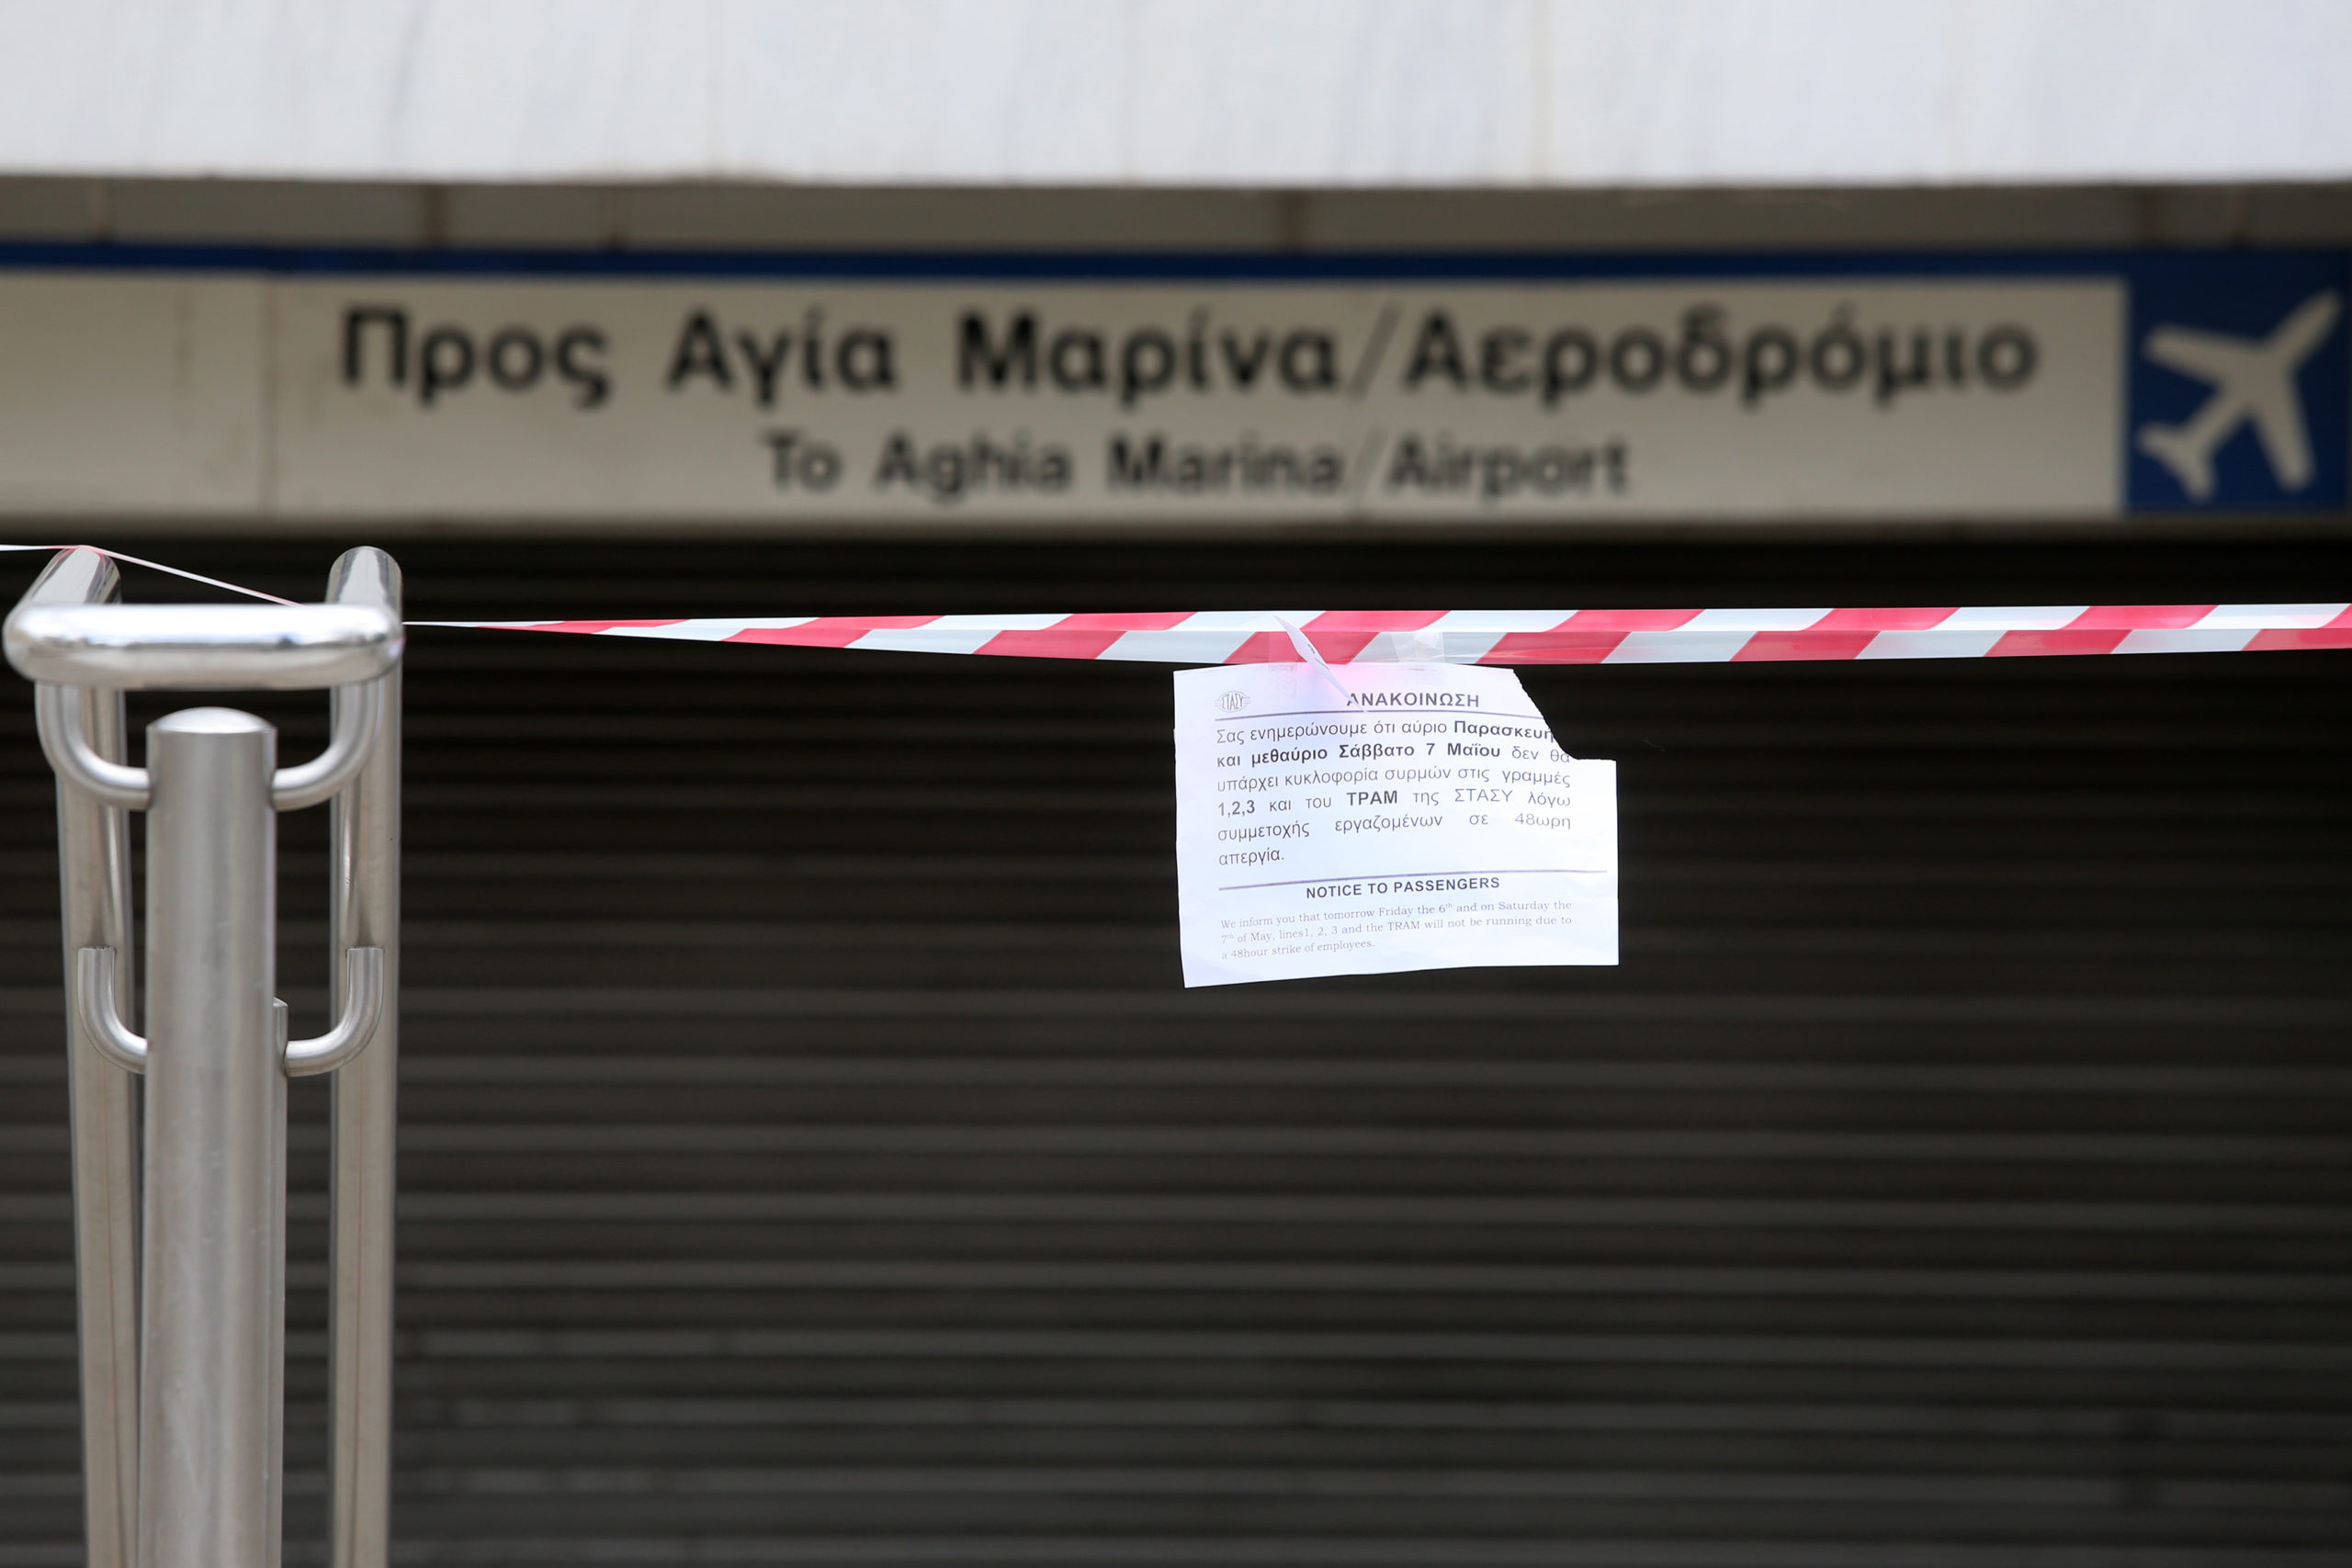 Προς Αγία Μαρίνα/Αεροδρόμιο
To Aghia Marina/Airport
ΣΤΑΣΥ
ΑΝΑΚΟΙΝΩΣΗ
Σας ενημερώνουμε ότι αύριο Παρασκευή
και μεθαύριο Σάββατο 7 Μαΐου δεν θα
υπάρχει κυκλοφορία συρμών στις γραμμές
1,2,3 και του ΤΡΑΜ της ΣΤΑΣΥ λόγω
συμμετοχής εργαζομένων σε 48ωρη
απεργία.
NOTICE TO PASSENGERS
We inform you that tomorrow Friday the 6th and on Saturday the
7th of May, lines1, 2, 3 and the TRAM will not be running due to
a 48hour strike of employees.